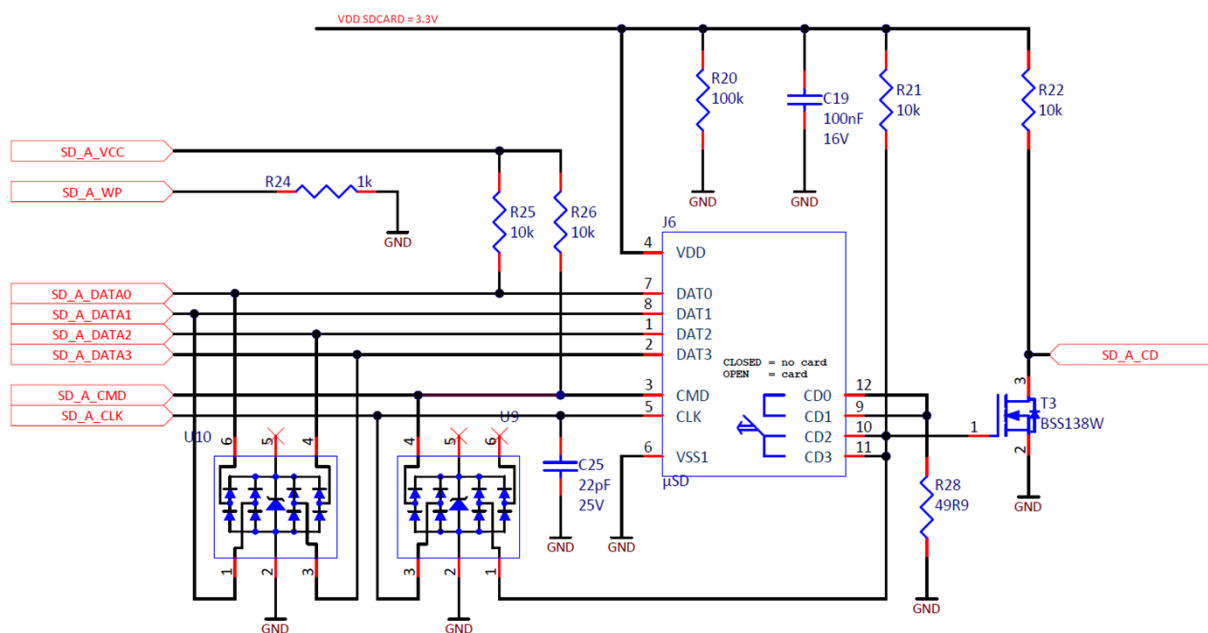 VDD SDCARD = 3.3V
R20
100k
C19
100nF
16V
R21
10k
R22
10k
SD_A_VCC
SD_A_WP
R24 1k
GND
R25
10k
R26
10k
GND
GND
J6
4 VDD
SD_A_DATA0
7 DAT0
SD_A_DATA1
8 DAT1
SD_A_DATA2
1 DAT2
SD_A_DATA3
2 DAT3
CLOSED = no card
OPEN = card
SD_A_CD
SD_A_CMD
3 CMD
CD0 12
SD_A_CLK
5 CLK
CD1 9
CD2 10
6 VSS1
CD3 11
µSD
1
3
2
T3
BSS138W
GND
U10
6 5 4
1 2 3
GND
U9
4 5 6
3 2 1
GND
C25
22pF
25V
GND
GND
R28
49R9
GND